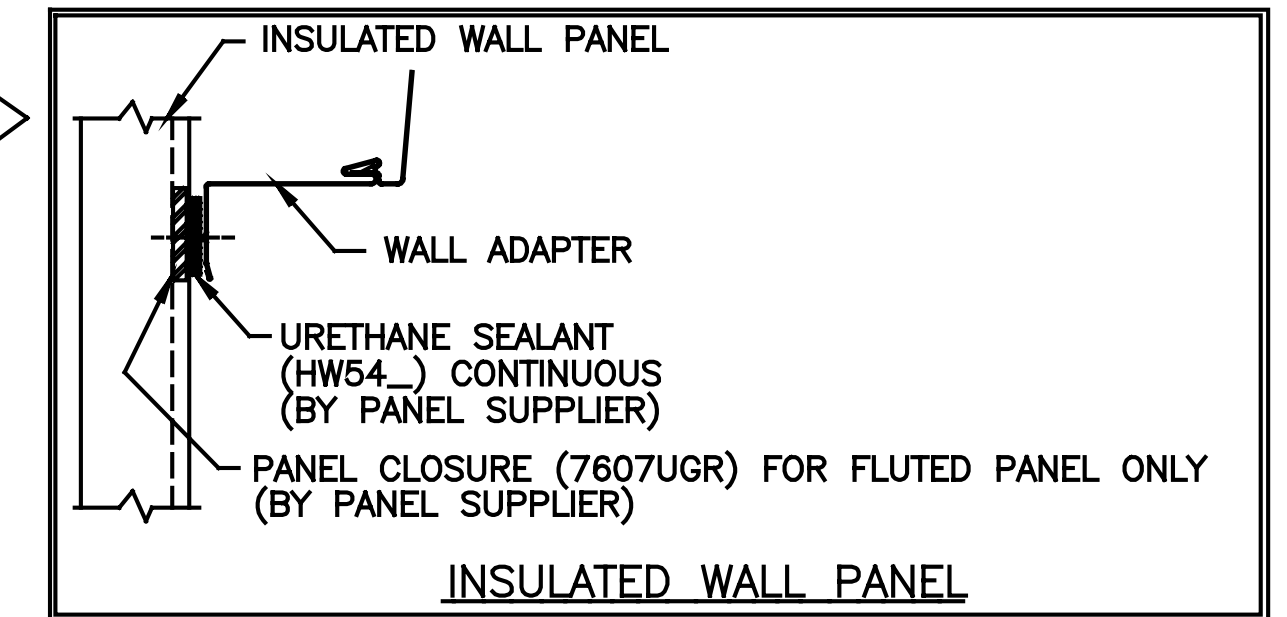 INSULATED WALL PANEL
WALL ADAPTER
URETHANE SEALANT
(HW54_) CONTINUOUS
(BY PANEL SUPPLIER)
PANEL CLOSURE (7607UGR) FOR FLUTED PANEL ONLY
(BY PANEL SUPPLIER)
INSULATED WALL PANEL